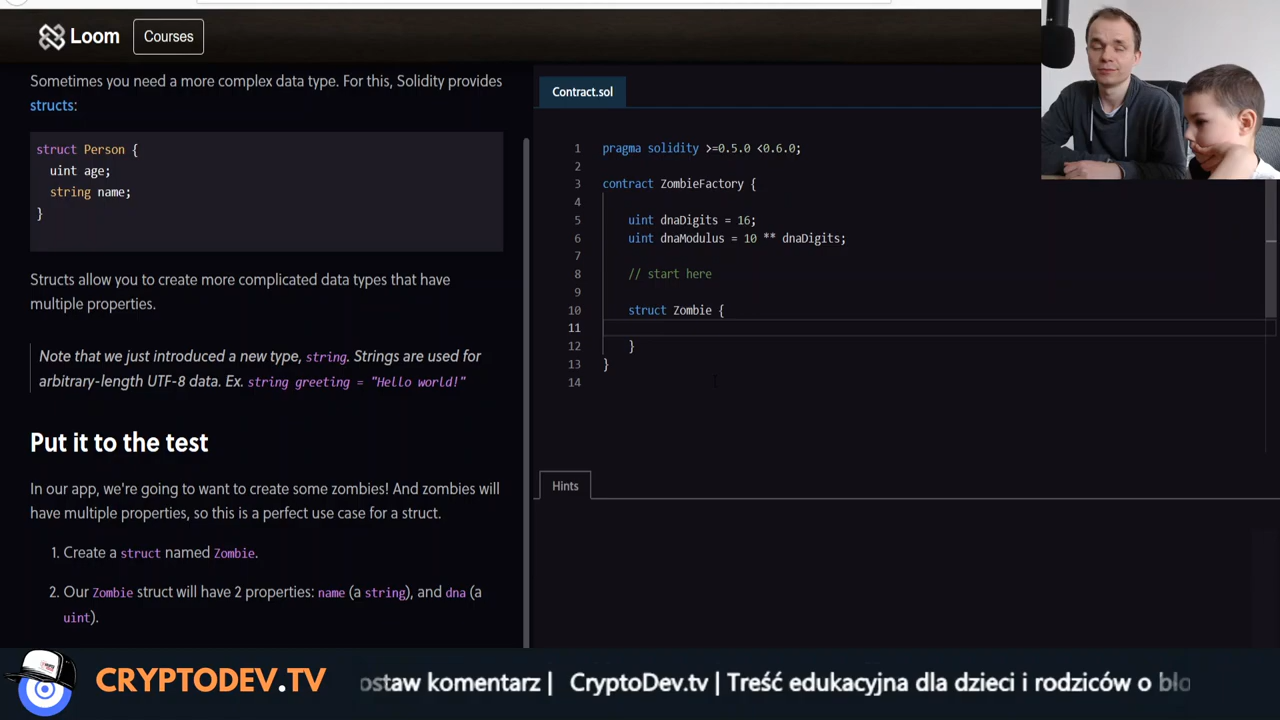 Loom
Courses
Sometimes you need a more complex data type. For this, Solidity provides
structs:
struct Person {
uint age;
string name;
}
Structs allow you to create more complicated data types that have
multiple properties.
Note that we just introduced a new type, string. Strings are used for
arbitrary-length UTF-8 data. Ex. string greeting = "Hello world!"
Put it to the test
In our app, we're going to want to create some zombies! And zombies will
have multiple properties, so this is a perfect use case for a struct.
1. Create a struct named Zombie.
2. Our Zombie struct will have 2 properties: name (a string), and dna (a
uint).
Contract.sol
1 pragma solidity >=0.5.0 <0.6.0;
2
3 contract ZombieFactory {
4
5 uint dnaDigits = 16;
6 uint dnaModulus = 10 ** dnaDigits;
7
8 // start here
9
10 struct Zombie {
11
12 }
13 }
14
Hints
CRYPTODEV.TV
ostaw komentarz | CryptoDev.tv | Treść edukacyjna dla dzieci i rodziców o blo